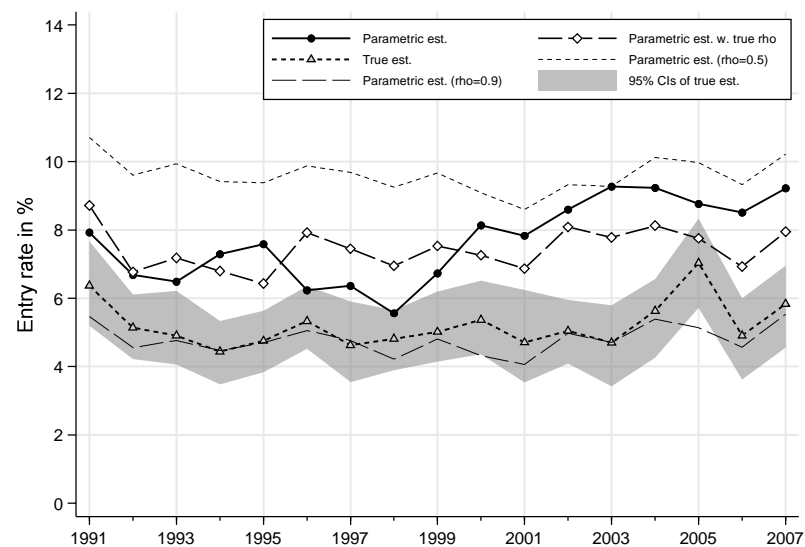 Parametric est.
Parametric est. w. true rho
True est.
Parametric est. (rho=0.5)
Parametric est. (rho=0.9)
95% CIs of true est.
Entry rate in %
14
12
10
8
6
4
2
0
1991 1993 1995 1997 1999 2001 2003 2005 2007